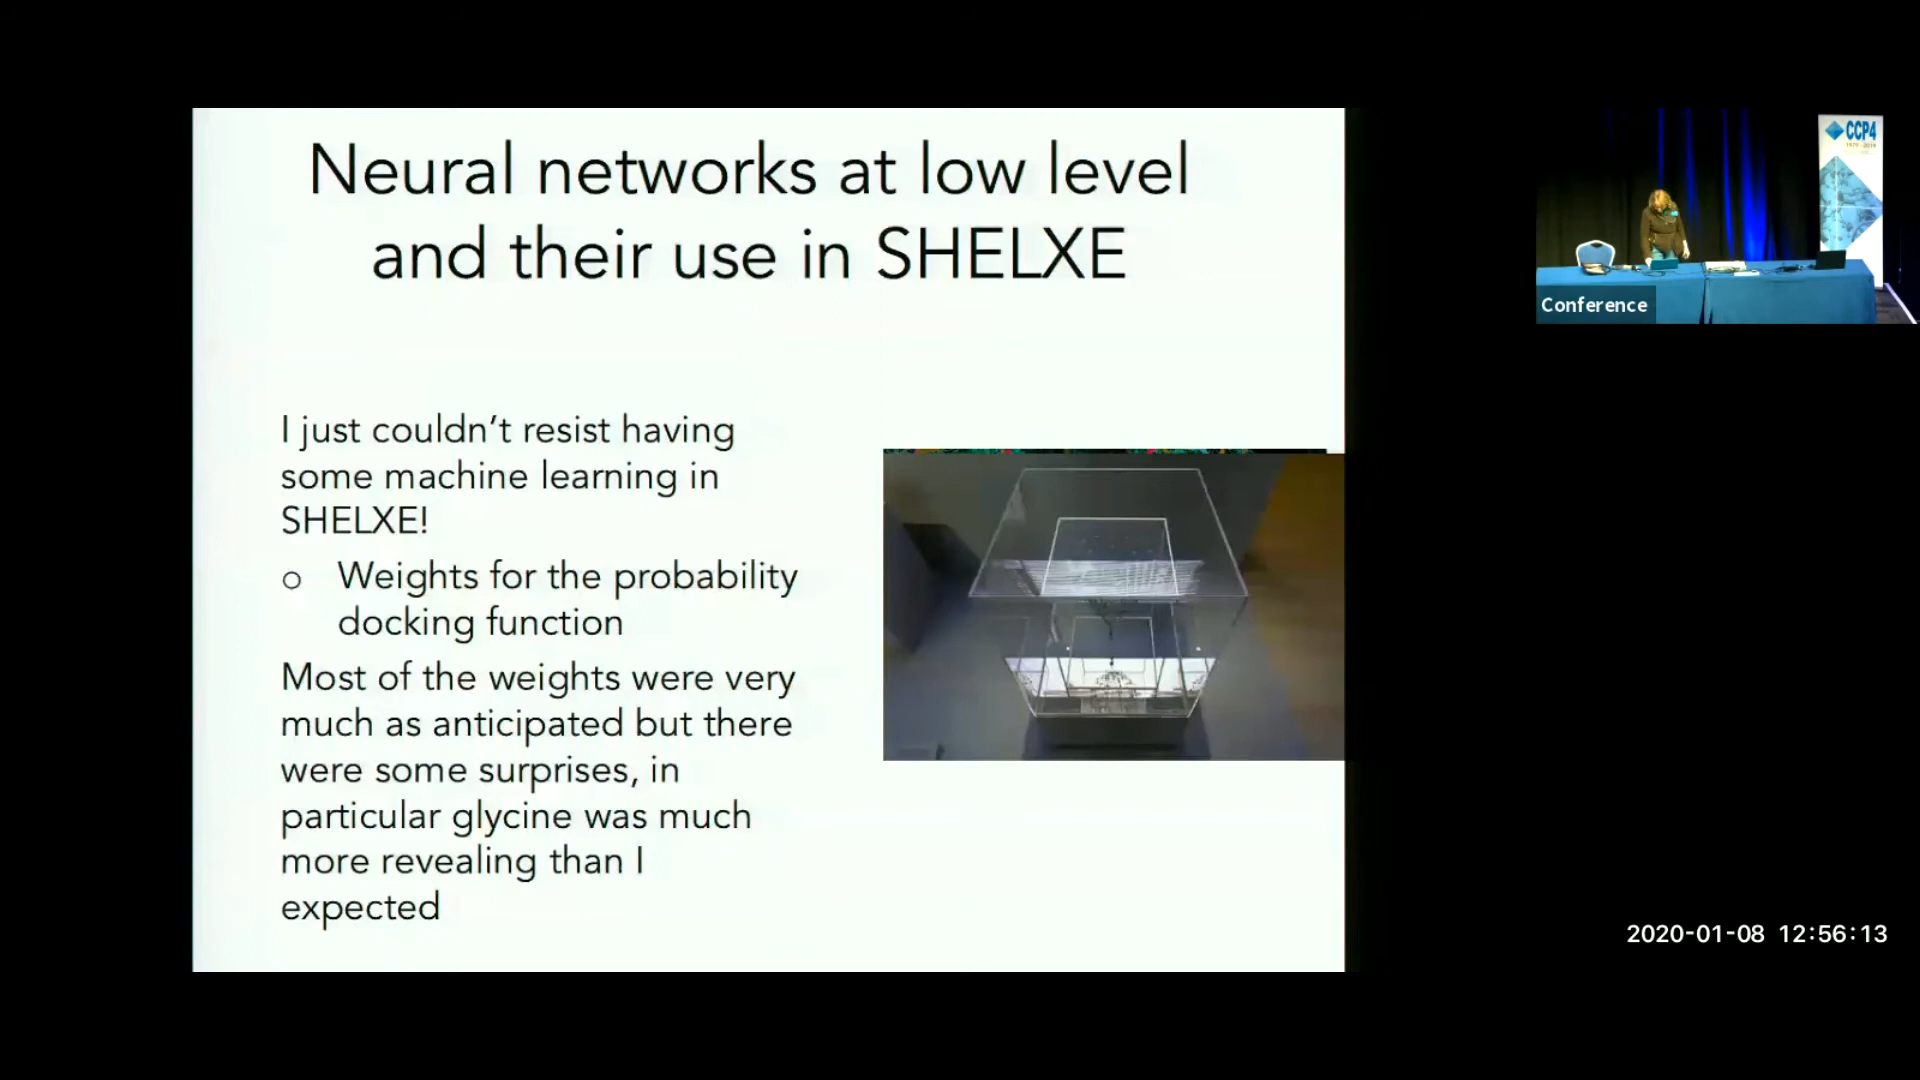 Neural networks at low level
and their use in SHELXE
I just couldn't resist having
some machine learning in
SHELXE!
o Weights for the probability
docking function
Most of the weights were very
much as anticipated but there
were some surprises, in
particular glycine was much
more revealing than I
expected
CCP4
1979 - 2019
Conference
2020-01-08 12:56:13